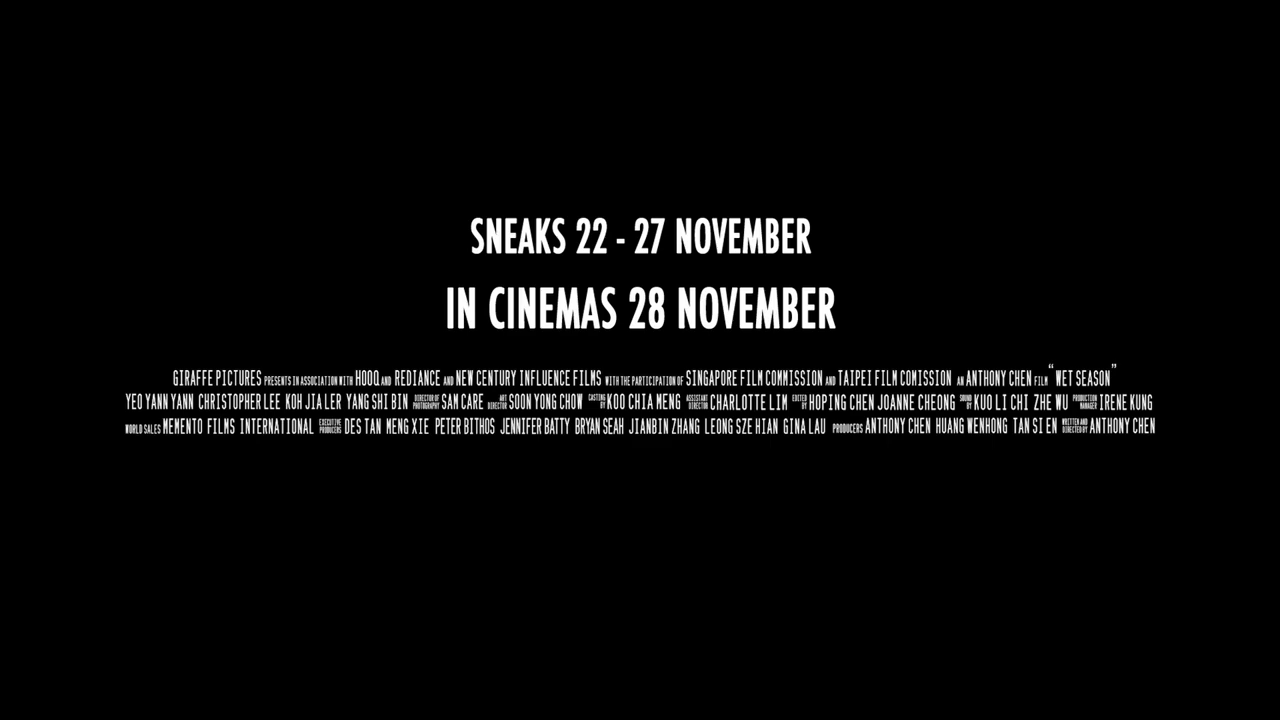 SNEAKS 22 - 27 NOVEMBER
IN CINEMAS 28 NOVEMBER
GIRAFFE PICTURES PRESENTS IN ASSOCIATION WITH HOOQ AND REDIANCE AND NEW CENTURY INFLUENCE FILMS WITH THE PARTICIPATION OF SINGAPORE FILM COMMISSION AND TAIPEI FILM COMISSION AN ANTHONY CHEN FILM “WET SEASON”
YEO YANN YANN CHRISTOPHER LEE KOH JIA LER YANG SHI BIN DIRECTOR OF PHOTOGRAPHY SAM CARE ART DIRECTOR SOON YONG CHOW CASTING BY KOO CHIA MENG ASSISTANT DIRECTOR CHARLOTTE LIM EDITED BY HOPING CHEN JOANNE CHEONG SOUND BY KUO LI CHI ZHE WU PRODUCTION MANAGER IRENE KUNG
WORLD SALES MEMENTO FILMS INTERNATIONAL EXECUTIVE PRODUCERS DES TAN MENG XIE PETER BITHOS JENNIFER BATTY BRYAN SEAH JIANBIN ZHANG LEONG SZE HIAN GINA LAU PRODUCERS ANTHONY CHEN HUANG WENHONG TAN SI EN WRITTEN AND DIRECTED BY ANTHONY CHEN